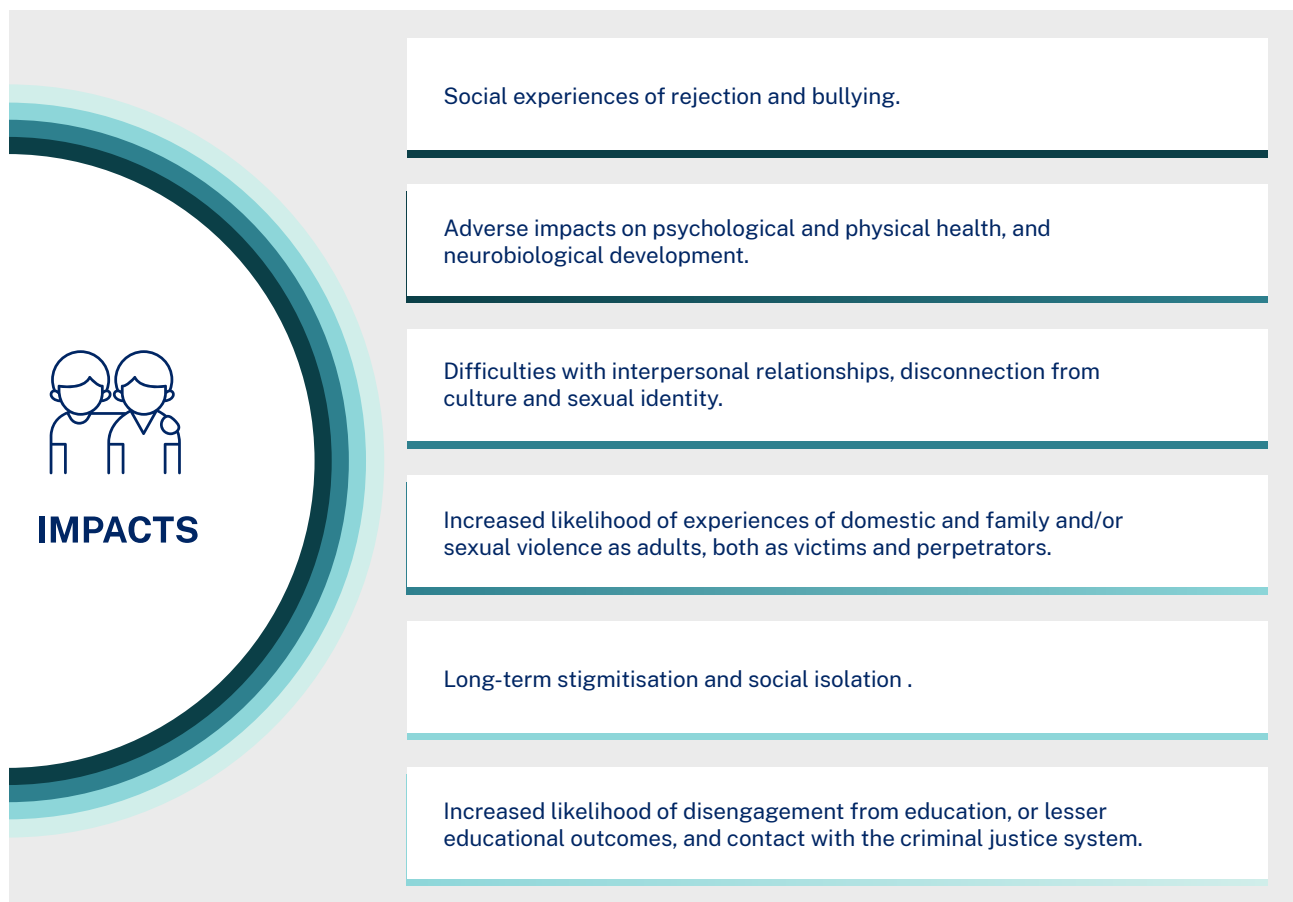 IMPACTS
Social experiences of rejection and bullying.
Adverse impacts on psychological and physical health, and
neurobiological development.
Difficulties with interpersonal relationships, disconnection from
culture and sexual identity.
Increased likelihood of experiences of domestic and family and/or
sexual violence as adults, both as victims and perpetrators.
Long-term stigmitisation and social isolation .
Increased likelihood of disengagement from education, or lesser
educational outcomes, and contact with the criminal justice system.